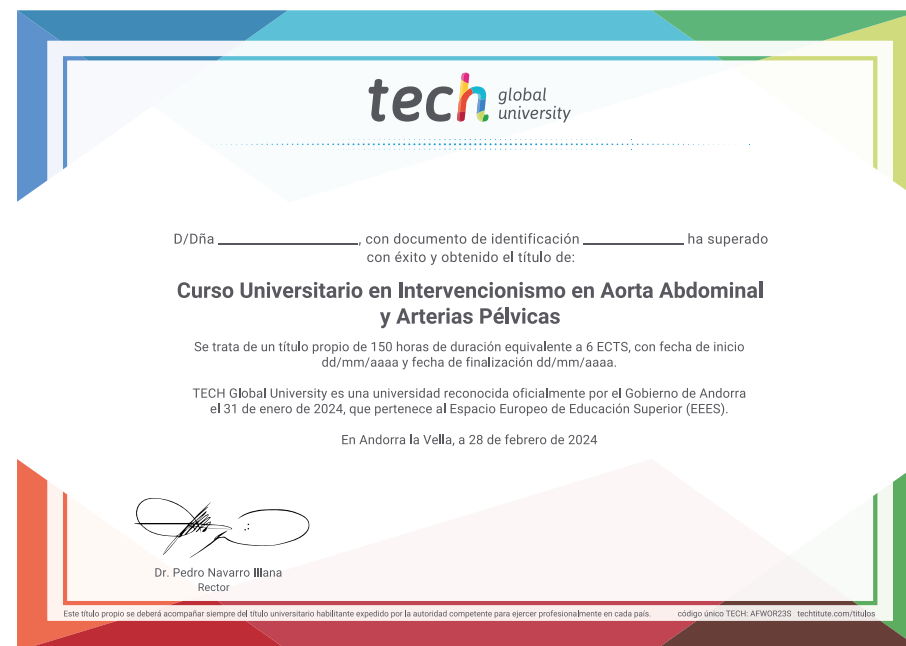 tech global university
D/Dña ____________, con documento de identificación ____________ ha superado
con éxito y obtenido el título de:
Curso Universitario en Intervencionismo en Aorta Abdominal
y Arterias Pélvicas
Se trata de un título propio de 150 horas de duración equivalente a 6 ECTS, con fecha de inicio
dd/mm/aaaa y fecha de finalización dd/mm/aaaa.
TECH Global University es una universidad reconocida oficialmente por el Gobierno de Andorra
el 31 de enero de 2024, que pertenece al Espacio Europeo de Educación Superior (EEES).
En Andorra la Vella, a 28 de febrero de 2024
Dr. Pedro Navarro Illana
Rector
Este título propio se deberá acompañar siempre del título universitario habilitante expedido por la autoridad competente para ejercer profesionalmente en cada país. código único TECH: AFWOR23S techtitute.com/titulos